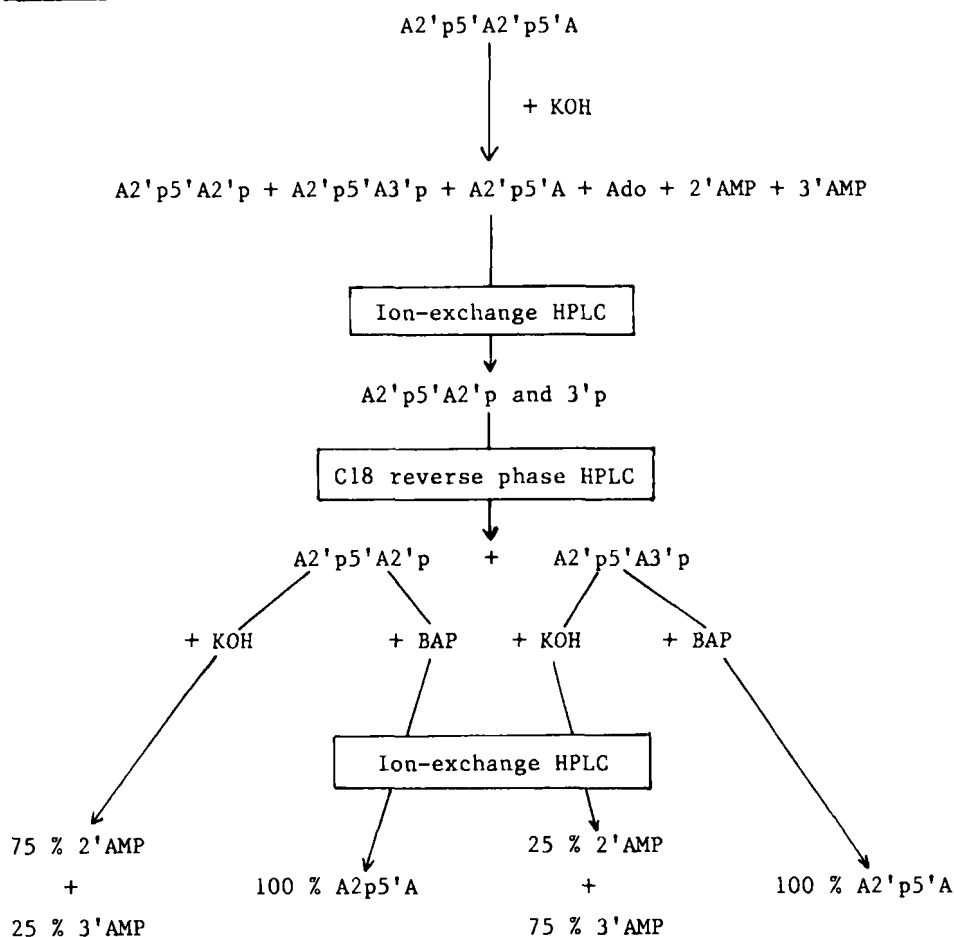 A2'p5'A2'p5'A
+ KOH
A2'p5'A2'p + A2'p5'A3'p + A2'p5'A + Ado + 2'AMP + 3'AMP
Ion-exchange HPLC
A2'p5'A2'p and 3'p
C18 reverse phase HPLC
A2'p5'A2'p + A2'p5'A3'p
+ KOH + BAP + KOH + BAP
Ion-exchange HPLC
75 % 2'AMP 25 % 2'AMP
+ 100 % A2p5'A + 100 % A2'p5'A
25 % 3'AMP 75 % 3'AMP